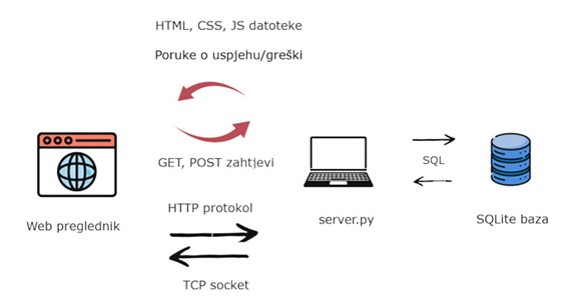 HTML, CSS, JS datoteke
Poruke o uspjehu/greški
GET, POST zahtjevi
SQL
HTTP protokol
Web preglednik
server.py
SQLite baza
TCP socket